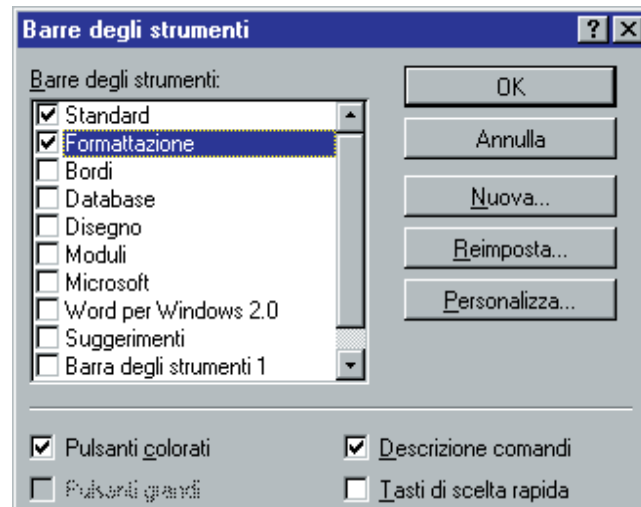 Barre degli strumenti
Barre degli strumenti:
Standard
Formattazione
Bordi
Database
Disegno
Moduli
Microsoft
Word per Windows 2.0
Suggerimenti
Barra degli strumenti 1
OK
Annulla
Nuova...
Reimposta...
Personalizza...
Pulsanti colorati
Descrizione comandi
Pulsanti grandi
Tasti di scelta rapida